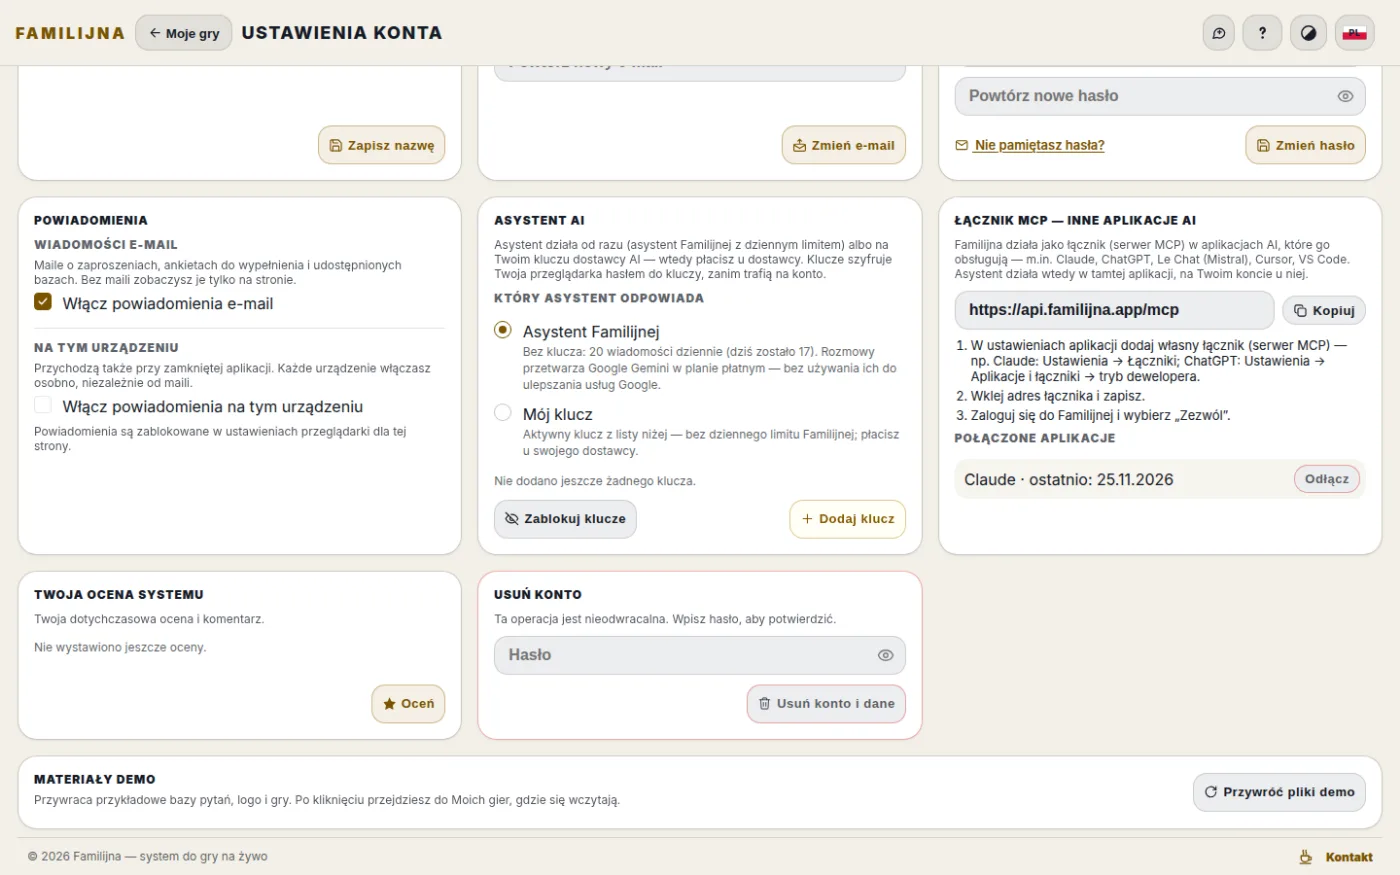 FAMILIJNA
Moje gry
USTAWIENIA KONTA
?
PL
Powtórz nowe hasło
Zapisz nazwę
Zmień e-mail
Nie pamiętasz hasła?
Zmień hasło
POWIADOMIENIA
WIADOMOŚCI E-MAIL
Maile o zaproszeniach, ankietach do wypełnienia i udostępnionych
bazach. Bez maili zobaczysz je tylko na stronie.
Włącz powiadomienia e-mail
NA TYM URZĄDZENIU
Przychodzą także przy zamkniętej aplikacji. Każde urządzenie włączasz
osobno, niezależnie od maili.
Włącz powiadomienia na tym urządzeniu
Powiadomienia są zablokowane w ustawieniach przeglądarki dla tej
strony.
ASYSTENT AI
Asystent działa od razu (asystent Familijnej z dziennym limitem) albo na
Twoim kluczu dostawcy AI — wtedy płacisz u dostawcy. Klucze szyfruje
Twoja przeglądarka hasłem do kluczy, zanim trafią na konto.
KTÓRY ASYSTENT ODPOWIADA
Asystent Familijnej
Bez klucza: 20 wiadomości dziennie (dziś zostało 17). Rozmowy
przetwarza Google Gemini w planie płatnym — bez używania ich do
ulepszania usług Google.
Mój klucz
Aktywny klucz z listy niżej — bez dziennego limitu Familijnej; płacisz
u swojego dostawcy.
Nie dodano jeszcze żadnego klucza.
Zablokuj klucze
Dodaj klucz
ŁĄCZNIK MCP — INNE APLIKACJE AI
Familijna działa jako łącznik (serwer MCP) w aplikacjach AI, które go
obsługują — m.in. Claude, ChatGPT, Le Chat (Mistral), Cursor, VS Code.
Asystent działa wtedy w tamtej aplikacji, na Twoim koncie u niej.
https://api.familijna.app/mcp
Kopiuj
1. W ustawieniach aplikacji dodaj własny łącznik (serwer MCP) —
np. Claude: Ustawienia → Łączniki; ChatGPT: Ustawienia →
Aplikacje i łączniki → tryb dewelopera.
2. Wklej adres łącznika i zapisz.
3. Zaloguj się do Familijnej i wybierz „Zezwól”.
POŁĄCZONE APLIKACJE
Claude · ostatnio: 25.11.2026
Odłącz
TWOJA OCENA SYSTEMU
Twoja dotychczasowa ocena i komentarz.
Nie wystawiono jeszcze oceny.
Oceń
USUŃ KONTO
Ta operacja jest nieodwracalna. Wpisz hasło, aby potwierdzić.
Hasło
Usuń konto i dane
MATERIAŁY DEMO
Przywraca przykładowe bazy pytań, logo i gry. Po kliknięciu przejdziesz do Moich gier, gdzie się wczytają.
Przywróć pliki demo
© 2026 Familijna — system do gry na żywo
Kontakt